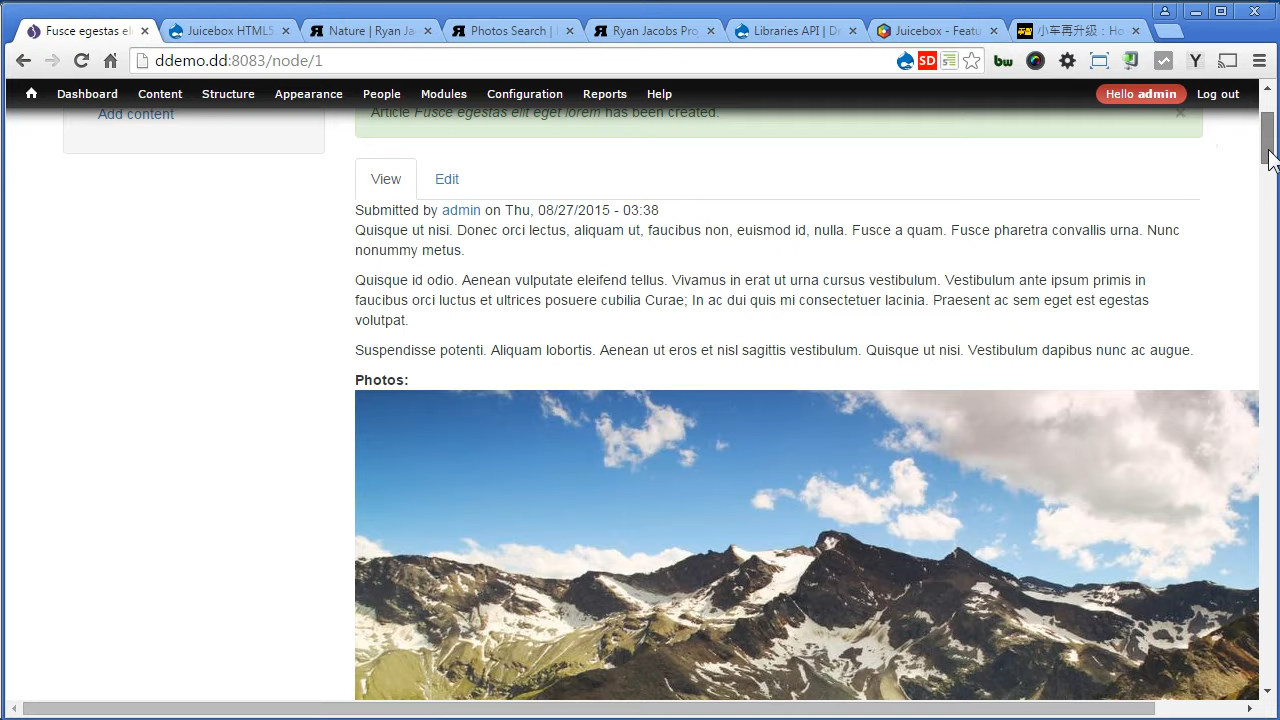 Fusce egestas el
Juicebox HTML5
Nature | Ryan Ja
Photos Search |
Ryan Jacobs Pro
Libraries API | D
Juicebox - Featu
小车再升級：Ho
ddemo.dd:8083/node/1
SD
bw
Y
Dashboard
Content
Structure
Appearance
People
Modules
Configuration
Reports
Help
Hello admin
Log out
Add content
Article Fusce egestas elit eget lorem has been created.
View
Edit
Submitted by admin on Thu, 08/27/2015 - 03:38
Quisque ut nisi. Donec orci lectus, aliquam ut, faucibus non, euismod id, nulla. Fusce a quam. Fusce pharetra convallis urna. Nunc
nonummy metus.
Quisque id odio. Aenean vulputate eleifend tellus. Vivamus in erat ut urna cursus vestibulum. Vestibulum ante ipsum primis in
faucibus orci luctus et ultrices posuere cubilia Curae; In ac dui quis mi consectetuer lacinia. Praesent ac sem eget est egestas
volutpat.
Suspendisse potenti. Aliquam lobortis. Aenean ut eros et nisl sagittis vestibulum. Quisque ut nisi. Vestibulum dapibus nunc ac augue.
Photos: